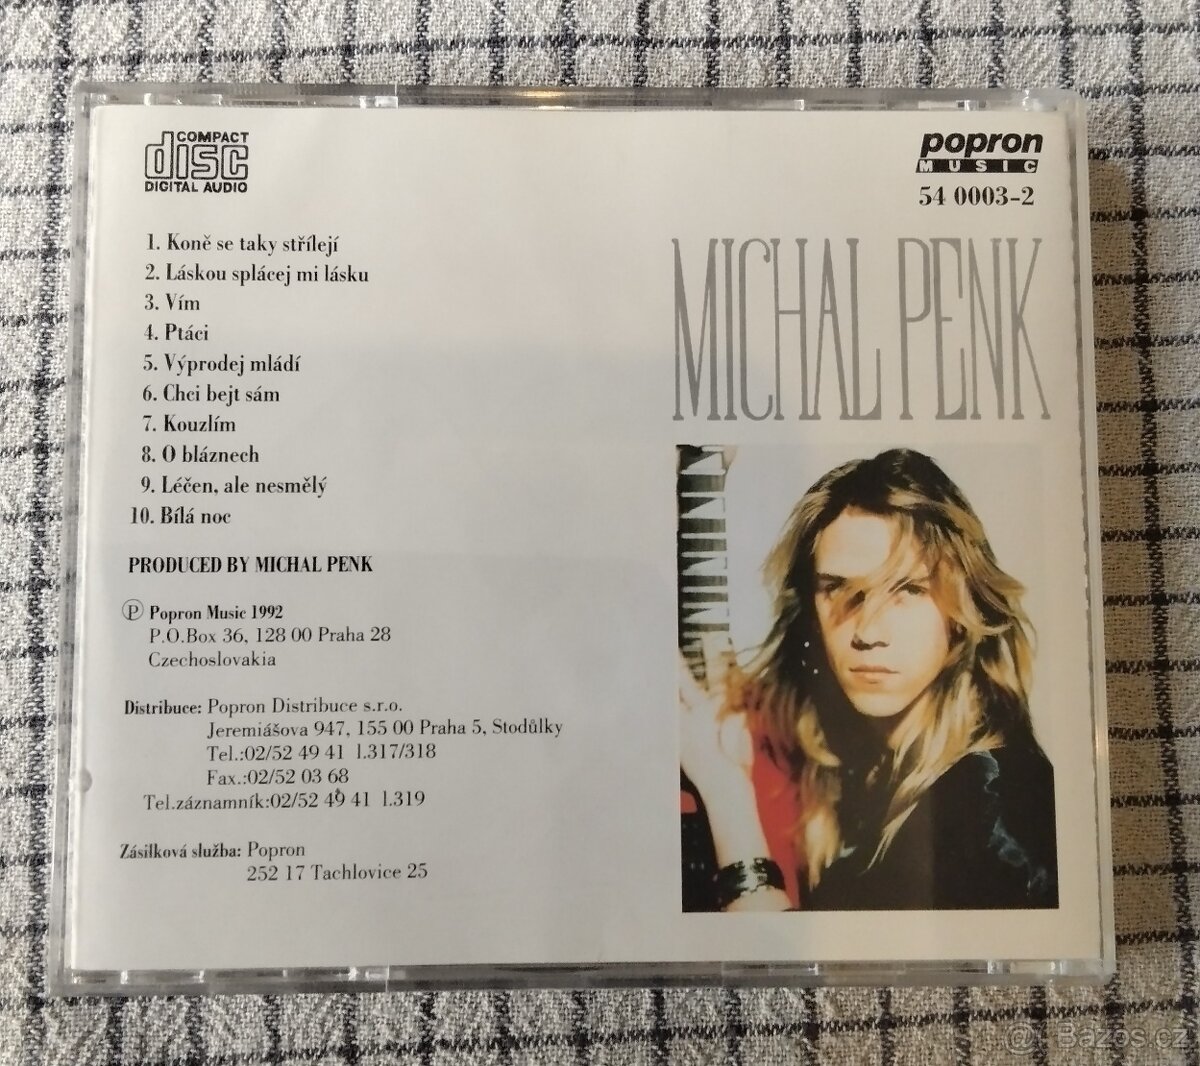 COMPACT
disc
DIGITAL AUDIO
popron
MUSIC
54 0003-2
1. Koně se taky střílejí
2. Láskou splácej mi lásku
3. Vím
4. Ptáci
5. Výprodej mládí
6. Chci bejt sám
7. Kouzlím
8. O bláznech
9. Léčen, ale nesmělý
10. Bílá noc
MICHAL PENK
PRODUCED BY MICHAL PENK
Ⓟ Popron Music 1992
P.O.Box 36, 128 00 Praha 28
Czechoslovakia
Distribuce: Popron Distribuce s.r.o.
Jeremiášova 947, 155 00 Praha 5, Stodůlky
Tel.:02/52 49 41 l.317/318
Fax.:02/52 03 68
Tel.záznamník:02/52 49 41 l.319
Zásilková služba: Popron
252 17 Tachlovice 25
@ Bazos.cz